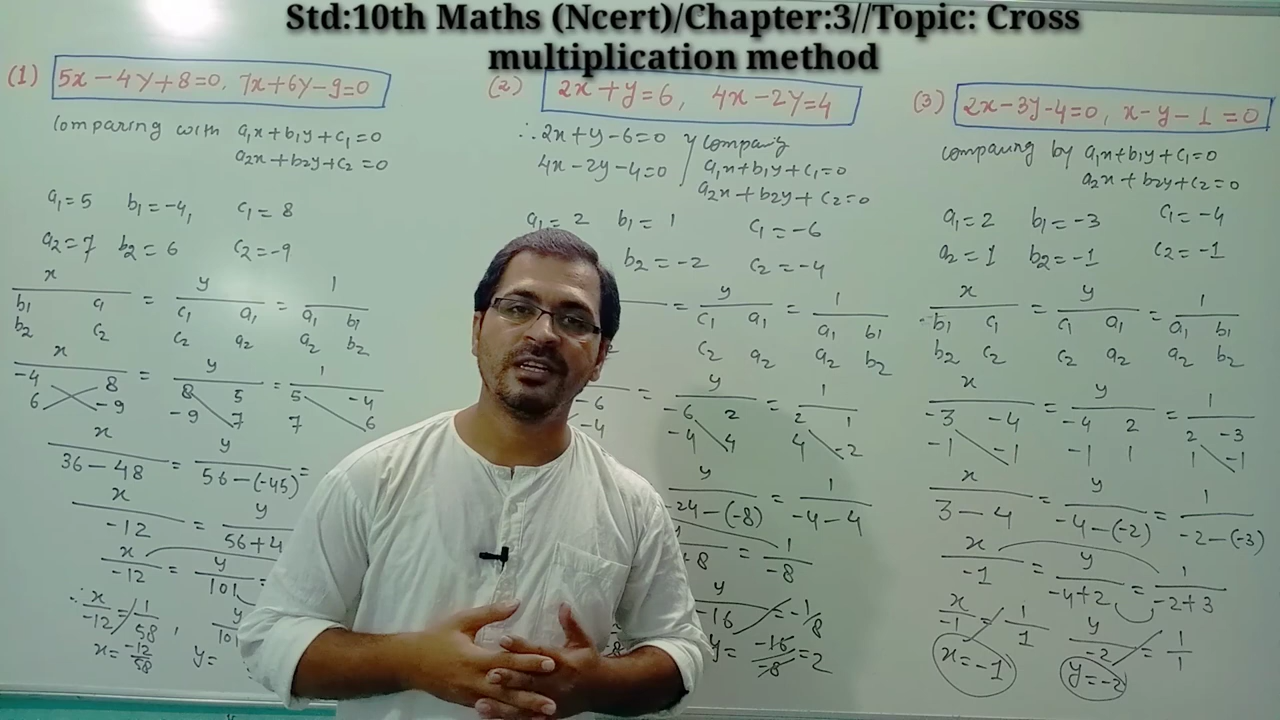 Std:10th Maths (Ncert)/Chapter:3//Topic: Cross
multiplication method
(1) 5x-4y+8=0, 7x+6y-9=0
Comparing with a₁x+b₁y+c₁=0
a₂x+b₂y+c₂=0
a₁=5 b₁=-4, c₁=8
a₂=7 b₂=6 c₂=-9
x = y = 1
b₁ c₁ c₁ a₁ a₁ b₁
b₂ c₂ c₂ a₂ a₂ b₂
x = y = 1
-4 8 8 5 5 -4
6 -9 -9 7 7 6
x = y =
36-48 56-(-45)
x = y
-12 56+4
x = y =
-12 101
∴ x/-12 = 1/58, y/101
x=-12/58 y=
(2) 2x+y=6, 4x-2y=4
∴ 2x+y-6=0 } comparing
4x-2y-4=0 a₁x+b₁y+c₁=0
a₂x+b₂y+c₂=0
a₁=2 b₁=1 c₁=-6
b₂=-2 c₂=-4
= y = 1
c₁ a₁ a₁ b₁
c₂ a₂ a₂ b₂
= y = 1
-6 -6 2 2 1
-4 -4 4 4 -2
y = 1
-24-(-8) -4-4
= 1
+8 -8
y = -1/8
-16
y= -16/-8 =2
(3) 2x-3y-4=0, x-y-1=0
comparing by a₁x+b₁y+c₁=0
a₂x+b₂y+c₂=0
a₁=2 b₁=-3 c₁=-4
a₂=1 b₂=-1 c₂=-1
x = y = 1
b₁ c₁ c₁ a₁ a₁ b₁
b₂ c₂ c₂ a₂ a₂ b₂
x = y = 1
-3 -4 -4 2 2 -3
-1 -1 -1 1 1 -1
x = y = 1
3-4 -4-(-2) -2-(-3)
x = y = 1
-1 -4+2 -2+3
x/-1 = 1/1 y/-2 = 1/1
x=-1 y=-2